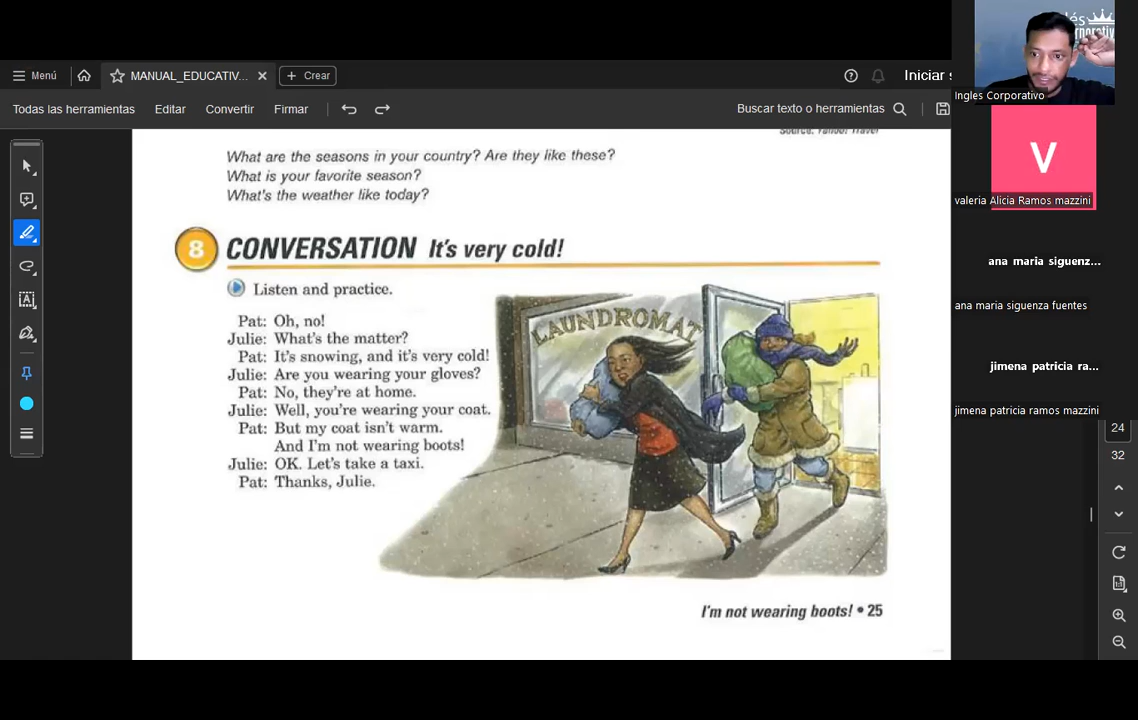 Menú
MANUAL_EDUCATIV...
Crear
Iniciar s
Todas las herramientas
Editar
Convertir
Firmar
Buscar texto o herramientas
Source: Yahoo! Travel
What are the seasons in your country? Are they like these?
What is your favorite season?
What's the weather like today?
8 CONVERSATION It's very cold!
Listen and practice.
Pat: Oh, no!
Julie: What's the matter?
Pat: It's snowing, and it's very cold!
Julie: Are you wearing your gloves?
Pat: No, they're at home.
Julie: Well, you're wearing your coat.
Pat: But my coat isn't warm.
And I'm not wearing boots!
Julie: OK. Let's take a taxi.
Pat: Thanks, Julie.
LAUNDROMAT
I'm not wearing boots! • 25
Ingles Corporativo
V
valeria Alicia Ramos mazzini
ana maria siguenz...
ana maria siguenza fuentes
jimena patricia ra...
jimena patricia ramos mazzini
24
32